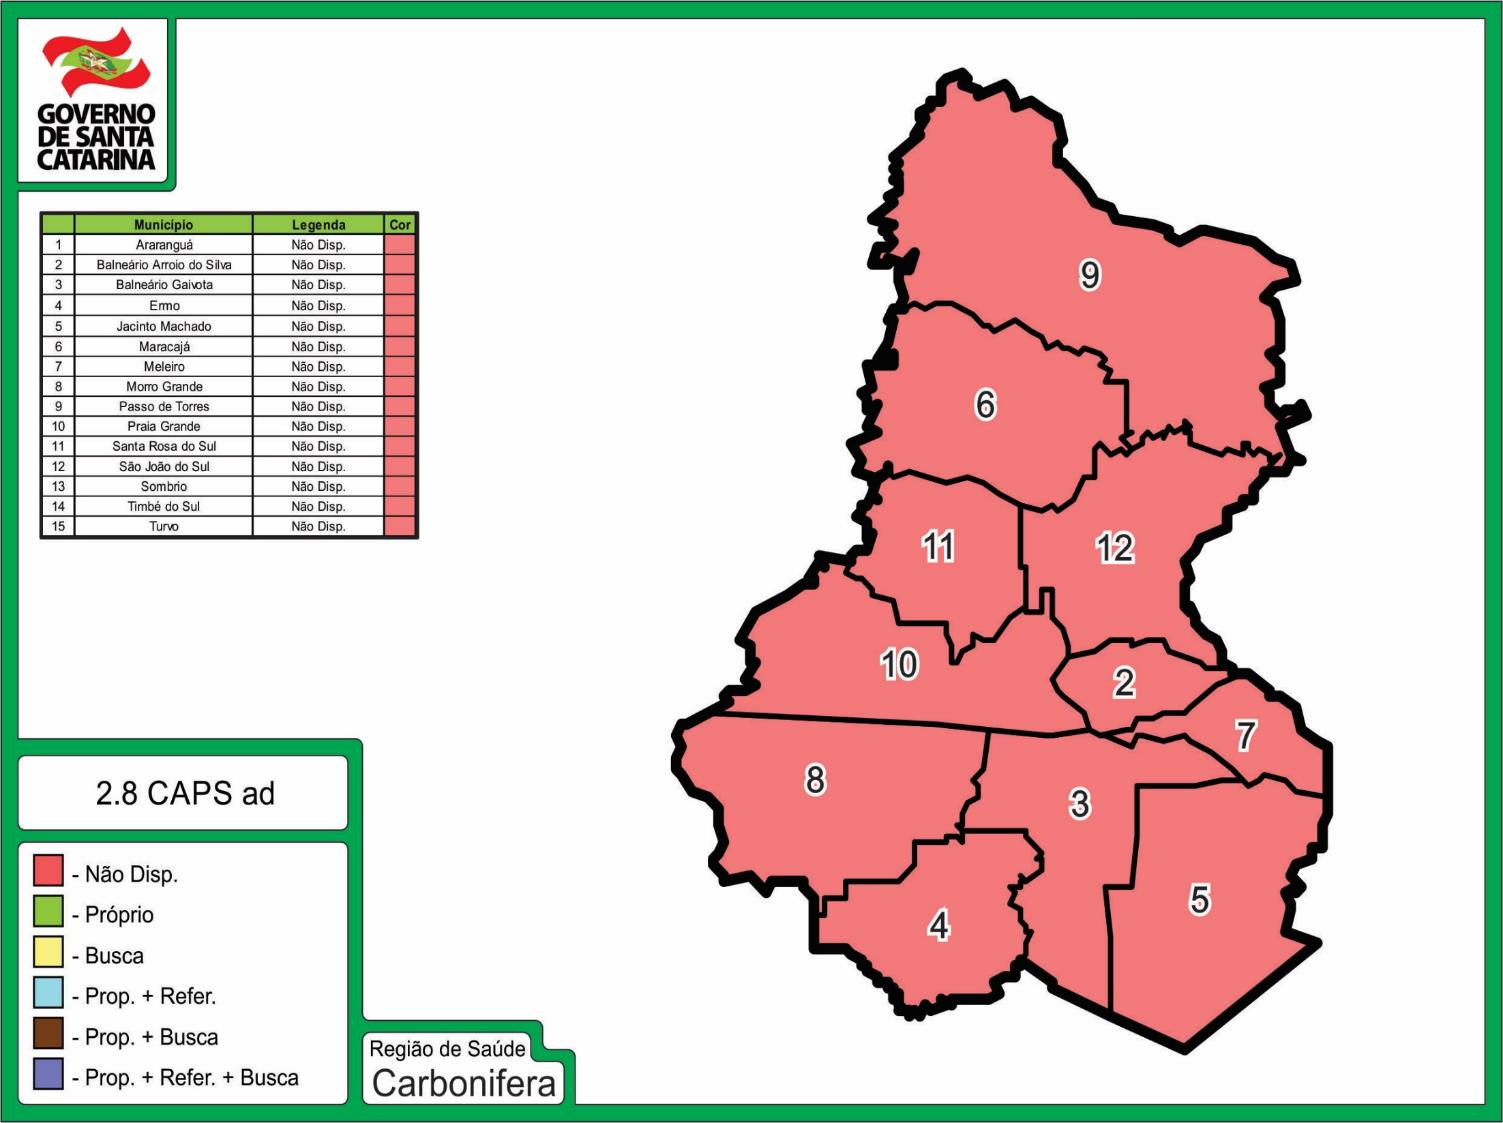 GOVERNO
DE SANTA
CATARINA
Município Legenda Cor
1 Araranguá Não Disp.
2 Balneário Arroio do Silva Não Disp.
3 Balneário Gaivota Não Disp.
4 Ermo Não Disp.
5 Jacinto Machado Não Disp.
6 Maracajá Não Disp.
7 Meleiro Não Disp.
8 Morro Grande Não Disp.
9 Passo de Torres Não Disp.
10 Praia Grande Não Disp.
11 Santa Rosa do Sul Não Disp.
12 São João do Sul Não Disp.
13 Sombrio Não Disp.
14 Timbé do Sul Não Disp.
15 Turvo Não Disp.
9
6
11
12
10
2
7
8
3
5
4
2.8 CAPS ad
- Não Disp.
- Próprio
- Busca
- Prop. + Refer.
- Prop. + Busca
- Prop. + Refer. + Busca
Região de Saúde
Carbonifera